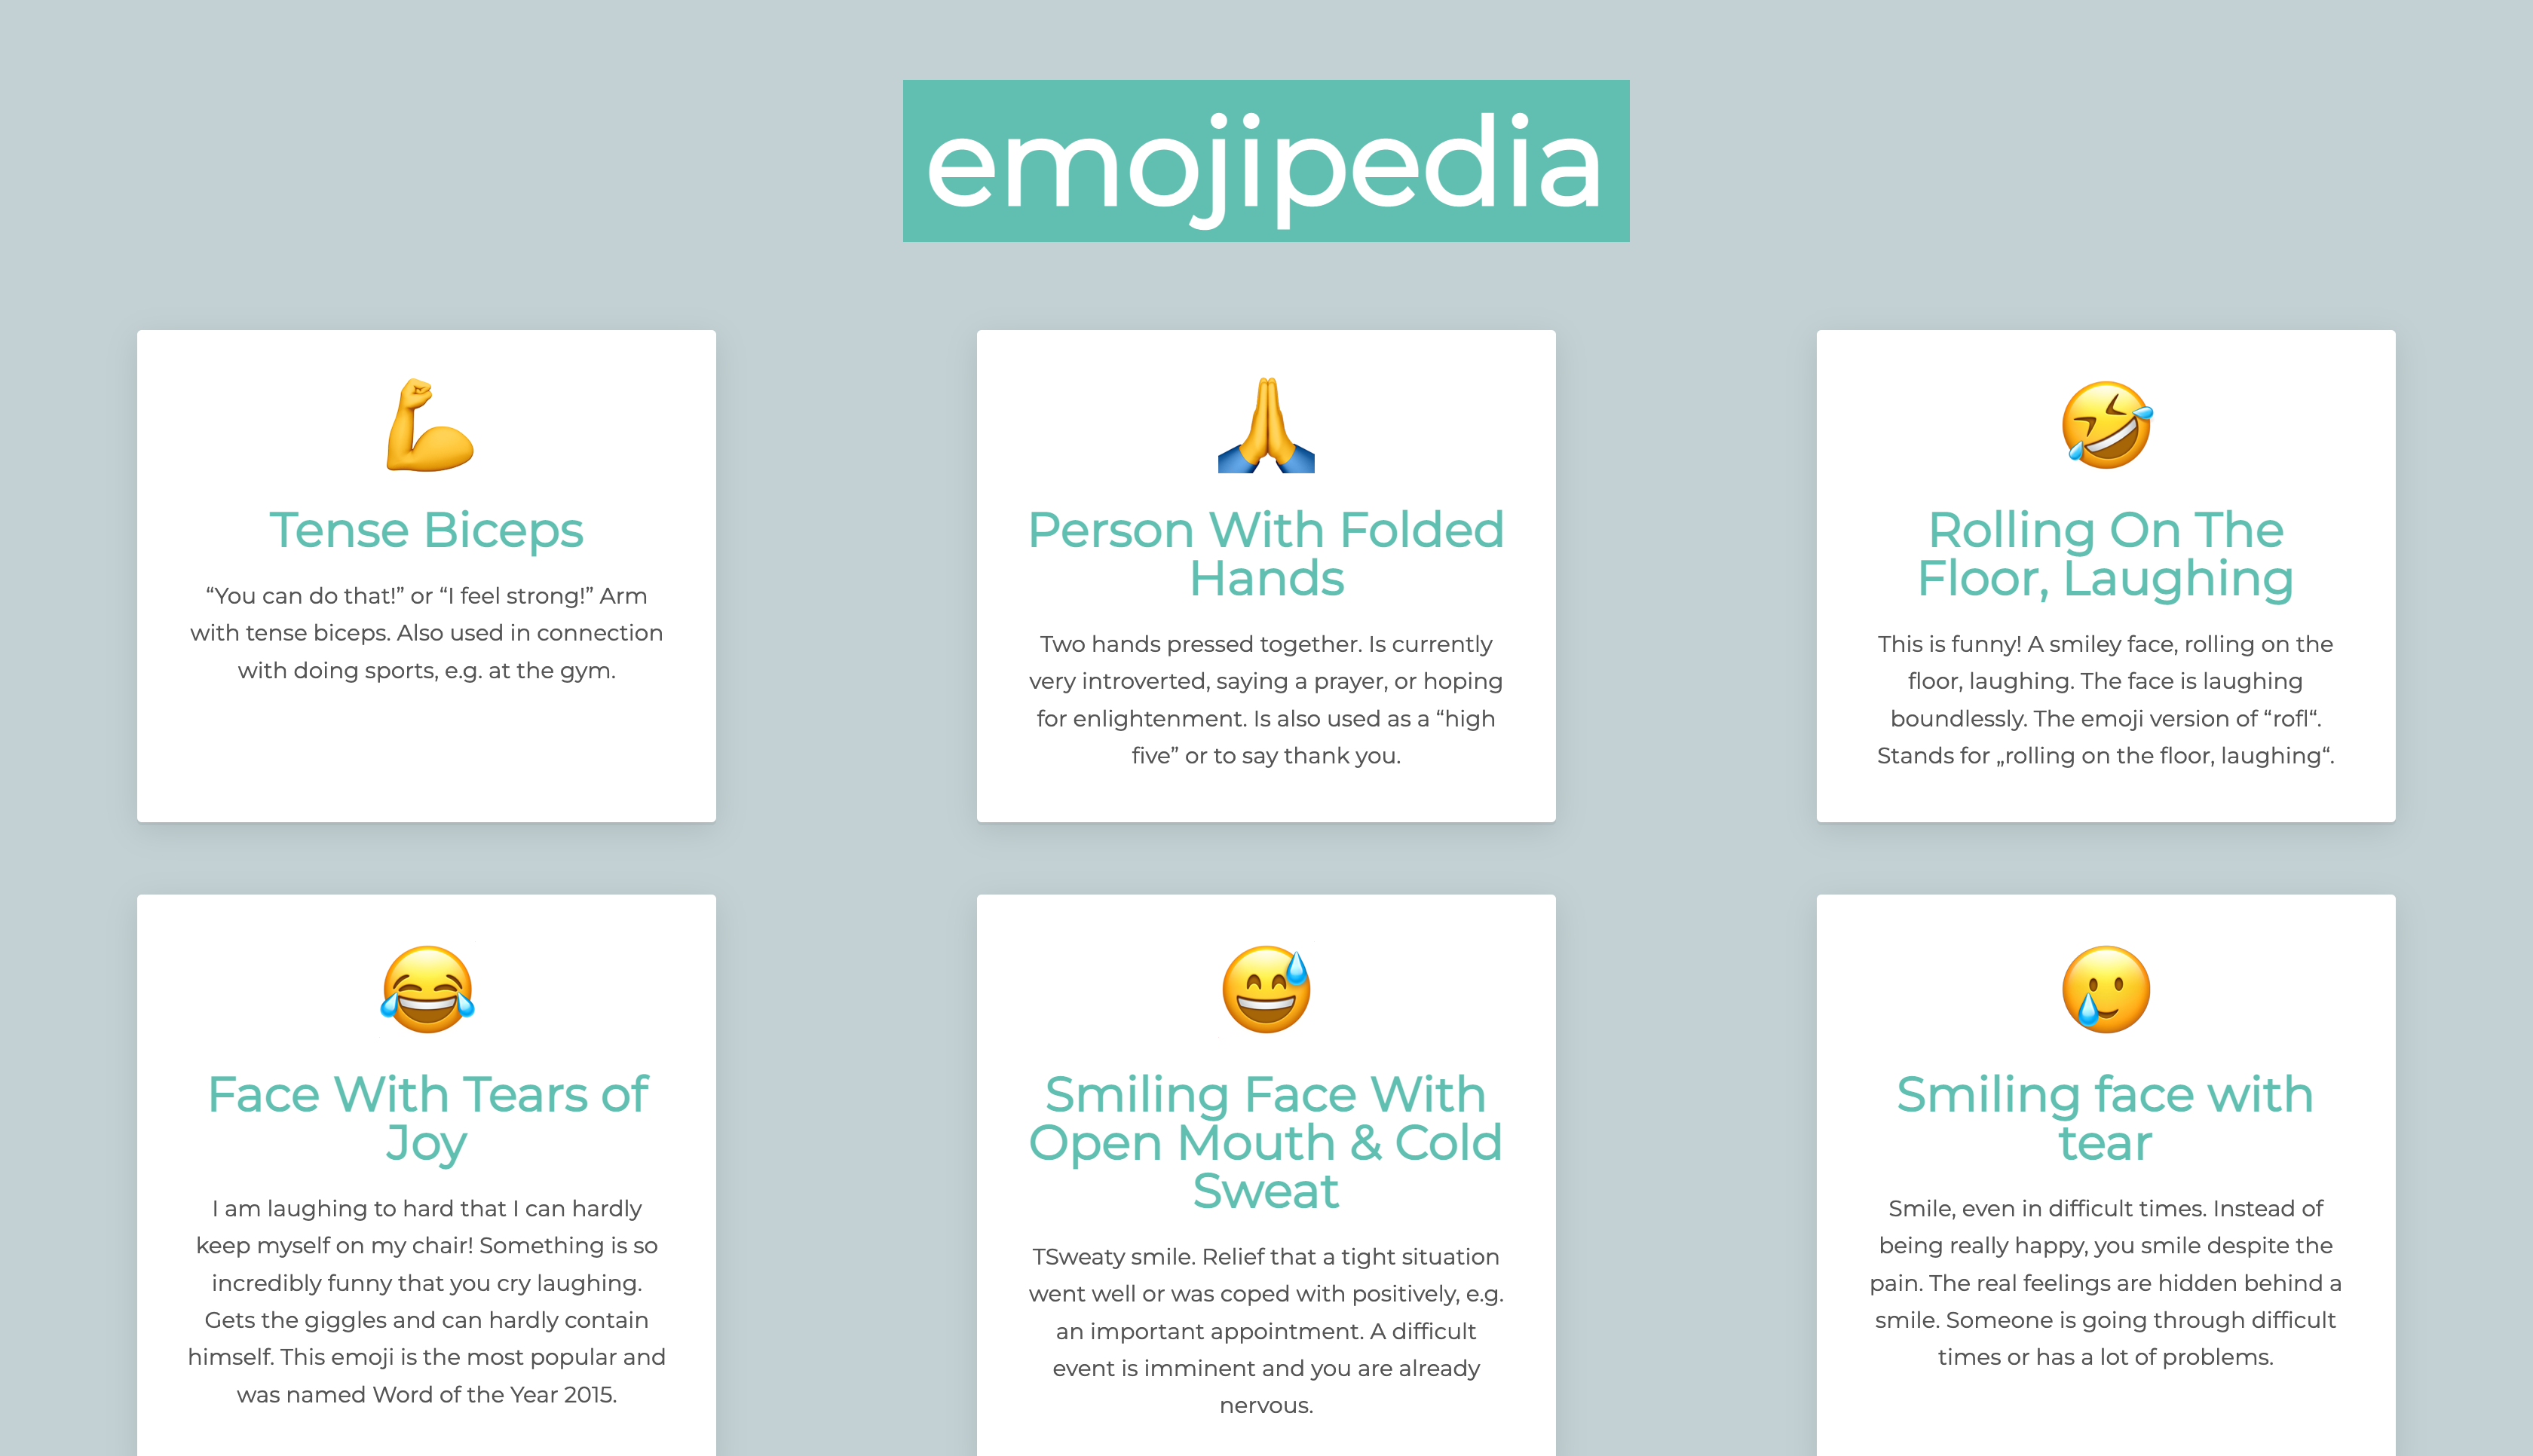 emojipedia
Tense Biceps
“You can do that!” or “I feel strong!” Arm
with tense biceps. Also used in connection
with doing sports, e.g. at the gym.
Person With Folded
Hands
Two hands pressed together. Is currently
very introverted, saying a prayer, or hoping
for enlightenment. Is also used as a “high
five” or to say thank you.
Rolling On The
Floor, Laughing
This is funny! A smiley face, rolling on the
floor, laughing. The face is laughing
boundlessly. The emoji version of “rofl“.
Stands for „rolling on the floor, laughing“.
Face With Tears of
Joy
I am laughing to hard that I can hardly
keep myself on my chair! Something is so
incredibly funny that you cry laughing.
Gets the giggles and can hardly contain
himself. This emoji is the most popular and
was named Word of the Year 2015.
Smiling Face With
Open Mouth & Cold
Sweat
TSweaty smile. Relief that a tight situation
went well or was coped with positively, e.g.
an important appointment. A difficult
event is imminent and you are already
nervous.
Smiling face with
tear
Smile, even in difficult times. Instead of
being really happy, you smile despite the
pain. The real feelings are hidden behind a
smile. Someone is going through difficult
times or has a lot of problems.